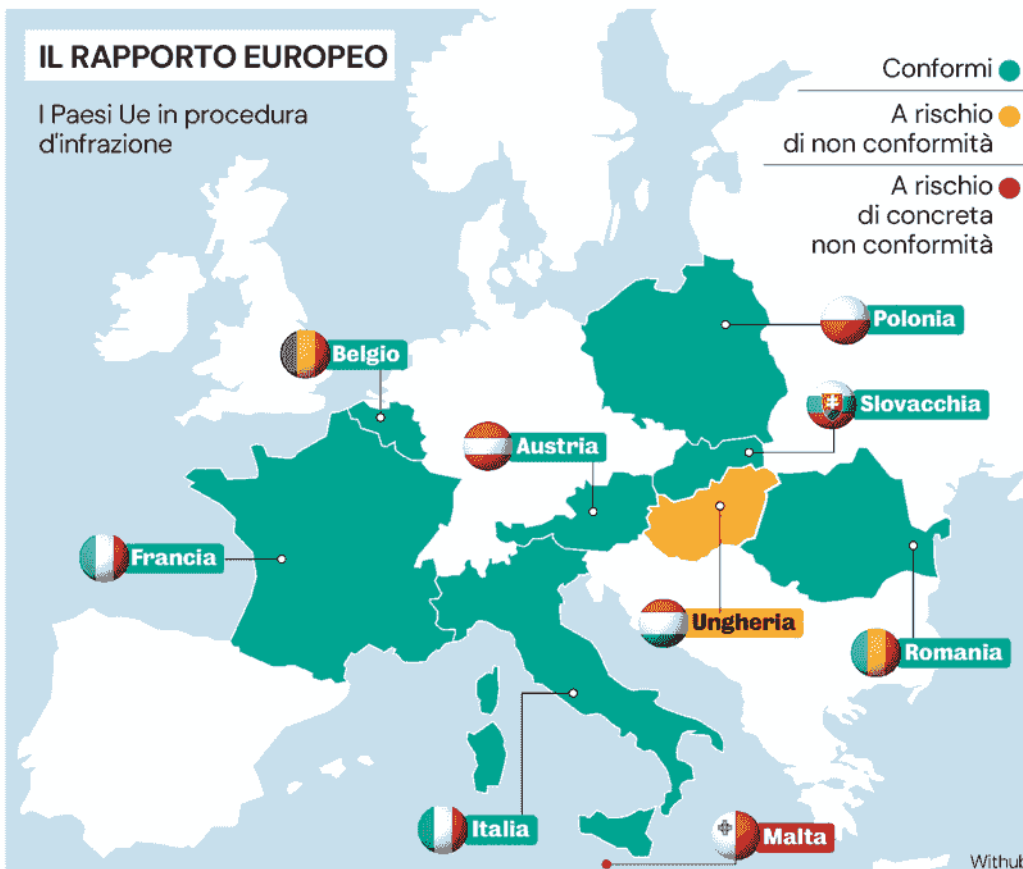 IL RAPPORTO EUROPEO
I Paesi Ue in procedura
d'infrazione
Conformi
A rischio
di non conformità
A rischio
di concreta
non conformità
Polonia
Belgio
Slovacchia
Austria
Francia
Ungheria
Romania
Italia
Malta
Withub